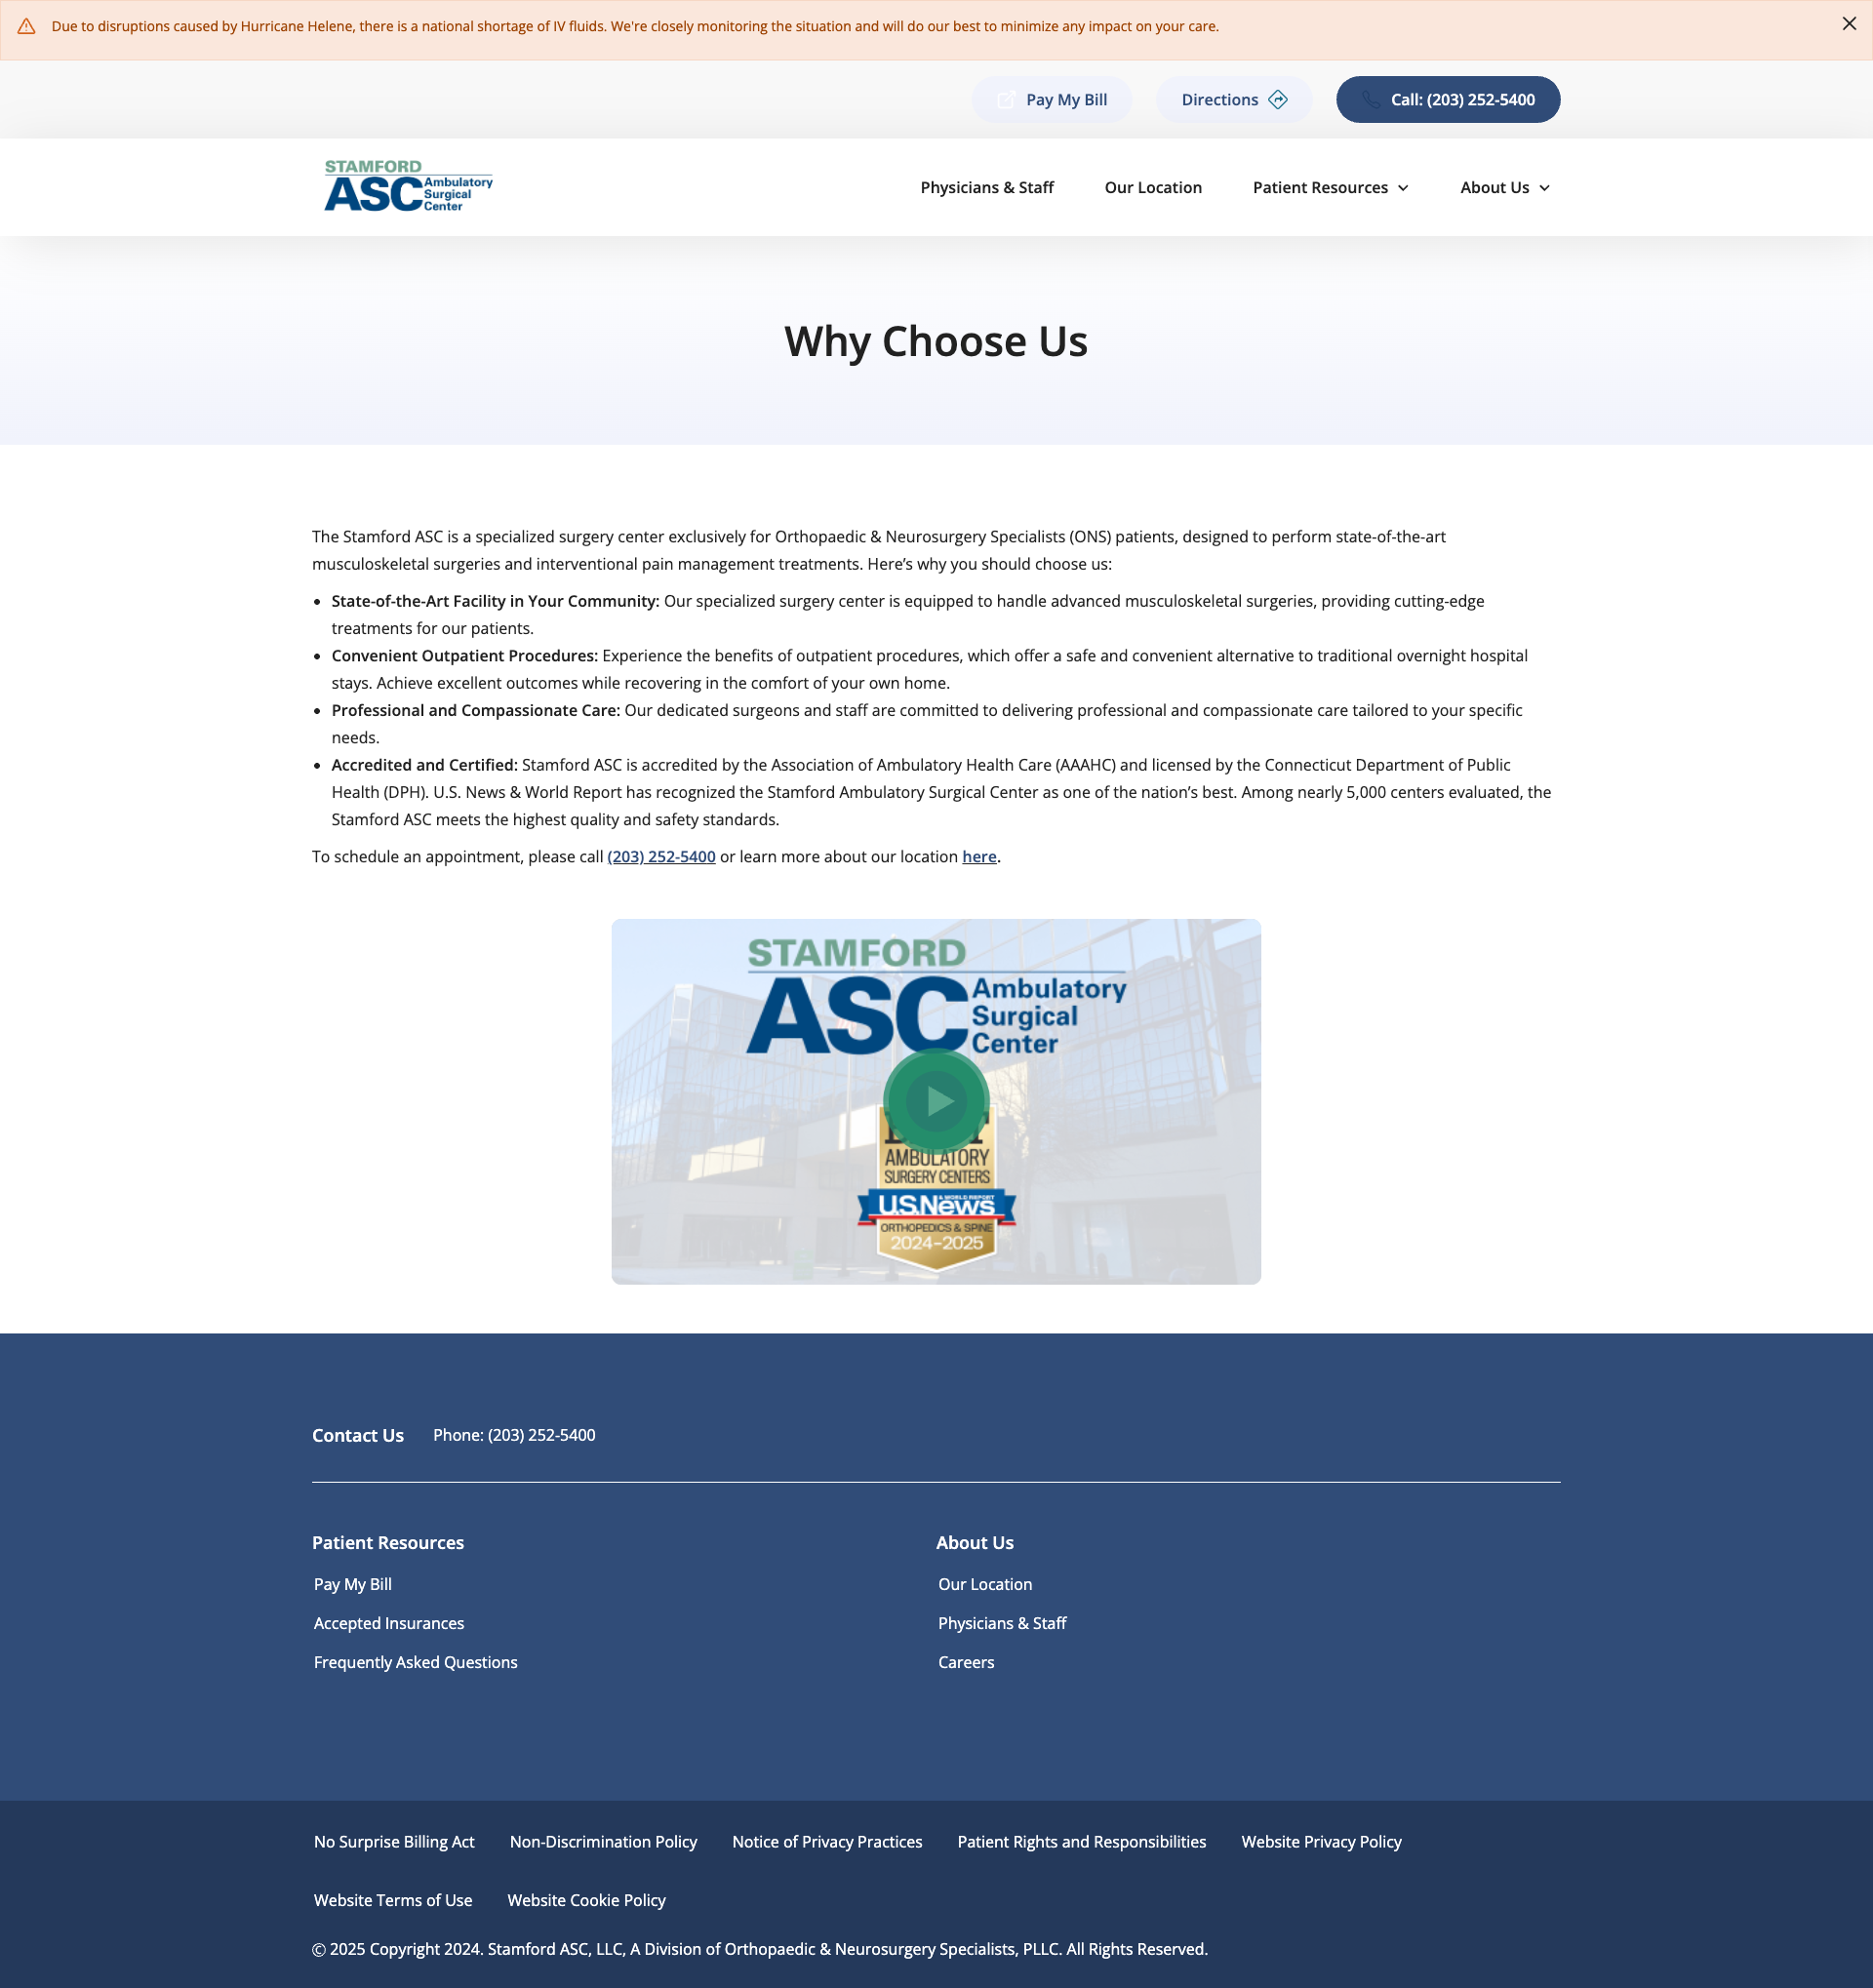 Due to disruptions caused by Hurricane Helene, there is a national shortage of IV fluids. We're closely monitoring the situation and will do our best to minimize any impact on your care.
Pay My Bill
Directions
Call: (203) 252-5400
STAMFORD
ASC Ambulatory
Surgical
Center
Physicians & Staff
Our Location
Patient Resources
About Us
Why Choose Us
The Stamford ASC is a specialized surgery center exclusively for Orthopaedic & Neurosurgery Specialists (ONS) patients, designed to perform state-of-the-art
musculoskeletal surgeries and interventional pain management treatments. Here’s why you should choose us:
• State-of-the-Art Facility in Your Community: Our specialized surgery center is equipped to handle advanced musculoskeletal surgeries, providing cutting-edge
treatments for our patients.
• Convenient Outpatient Procedures: Experience the benefits of outpatient procedures, which offer a safe and convenient alternative to traditional overnight hospital
stays. Achieve excellent outcomes while recovering in the comfort of your own home.
• Professional and Compassionate Care: Our dedicated surgeons and staff are committed to delivering professional and compassionate care tailored to your specific
needs.
• Accredited and Certified: Stamford ASC is accredited by the Association of Ambulatory Health Care (AAAHC) and licensed by the Connecticut Department of Public
Health (DPH). U.S. News & World Report has recognized the Stamford Ambulatory Surgical Center as one of the nation’s best. Among nearly 5,000 centers evaluated, the
Stamford ASC meets the highest quality and safety standards.
To schedule an appointment, please call (203) 252-5400 or learn more about our location here.
STAMFORD
ASC Ambulatory
Surgical
Center
AMBULATORY
SURGERY CENTERS
U.S. News & WORLD REPORT
ORTHOPEDICS & SPINE
2024-2025
Contact Us
Phone: (203) 252-5400
Patient Resources
Pay My Bill
Accepted Insurances
Frequently Asked Questions
About Us
Our Location
Physicians & Staff
Careers
No Surprise Billing Act
Non-Discrimination Policy
Notice of Privacy Practices
Patient Rights and Responsibilities
Website Privacy Policy
Website Terms of Use
Website Cookie Policy
© 2025 Copyright 2024. Stamford ASC, LLC, A Division of Orthopaedic & Neurosurgery Specialists, PLLC. All Rights Reserved.